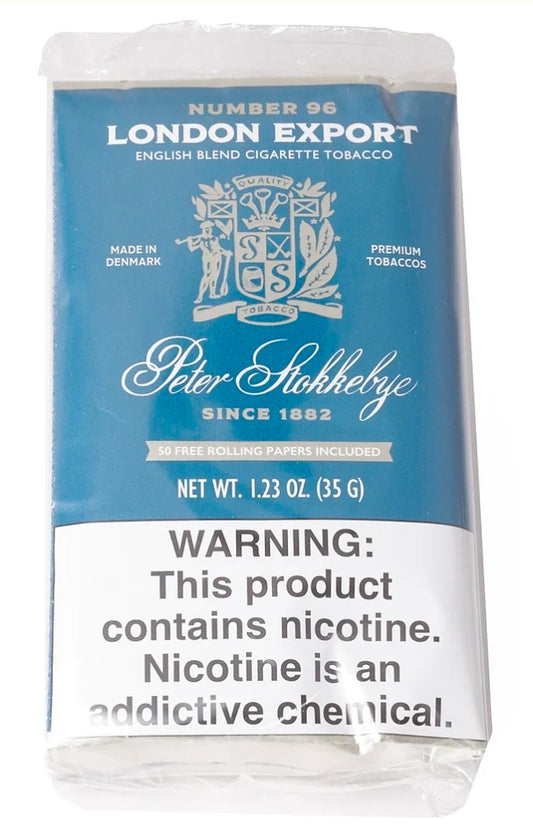 NUMBER 96
LONDON EXPORT
ENGLISH BLEND CIGARETTE TOBACCO
QUALITY
MADE IN
DENMARK
PREMIUM
TOBACCOS
S
S
TOBACCO
Peter Stokkebye
SINCE 1882
50 FREE ROLLING PAPERS INCLUDED
NET WT. 1.23 OZ. (35 G)
WARNING:
This product
contains nicotine.
Nicotine is an
addictive chemical.